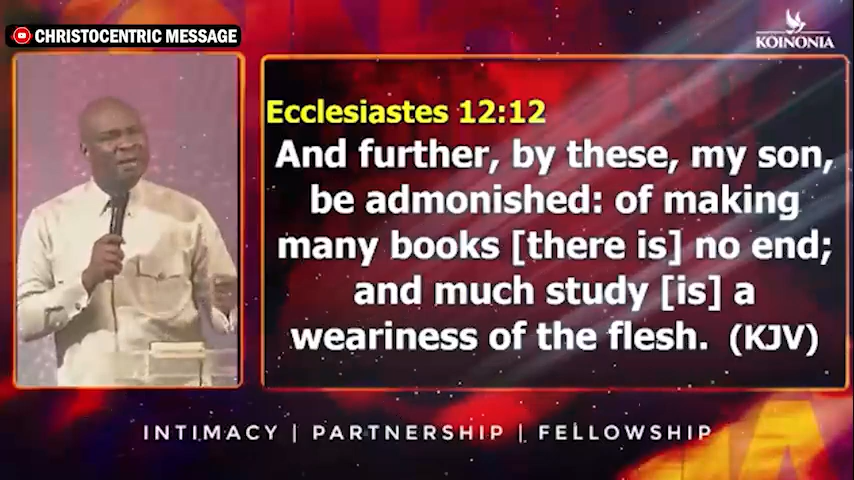 CHRISTOCENTRIC MESSAGE
KOINONIA
Ecclesiastes 12:12
And further, by these, my son,
be admonished: of making
many books [there is] no end;
and much study [is] a
weariness of the flesh. (KJV)
INTIMACY | PARTNERSHIP | FELLOWSHIP